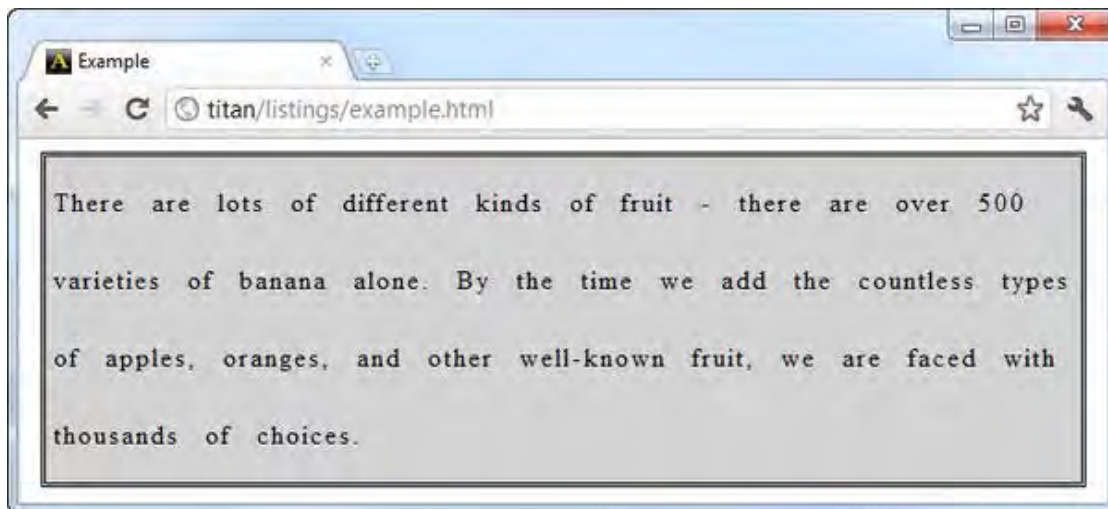 Example
titan/listings/example.html
There are lots of different kinds of fruit - there are over 500
varieties of banana alone. By the time we add the countless types
of apples, oranges, and other well-known fruit, we are faced with
thousands of choices.